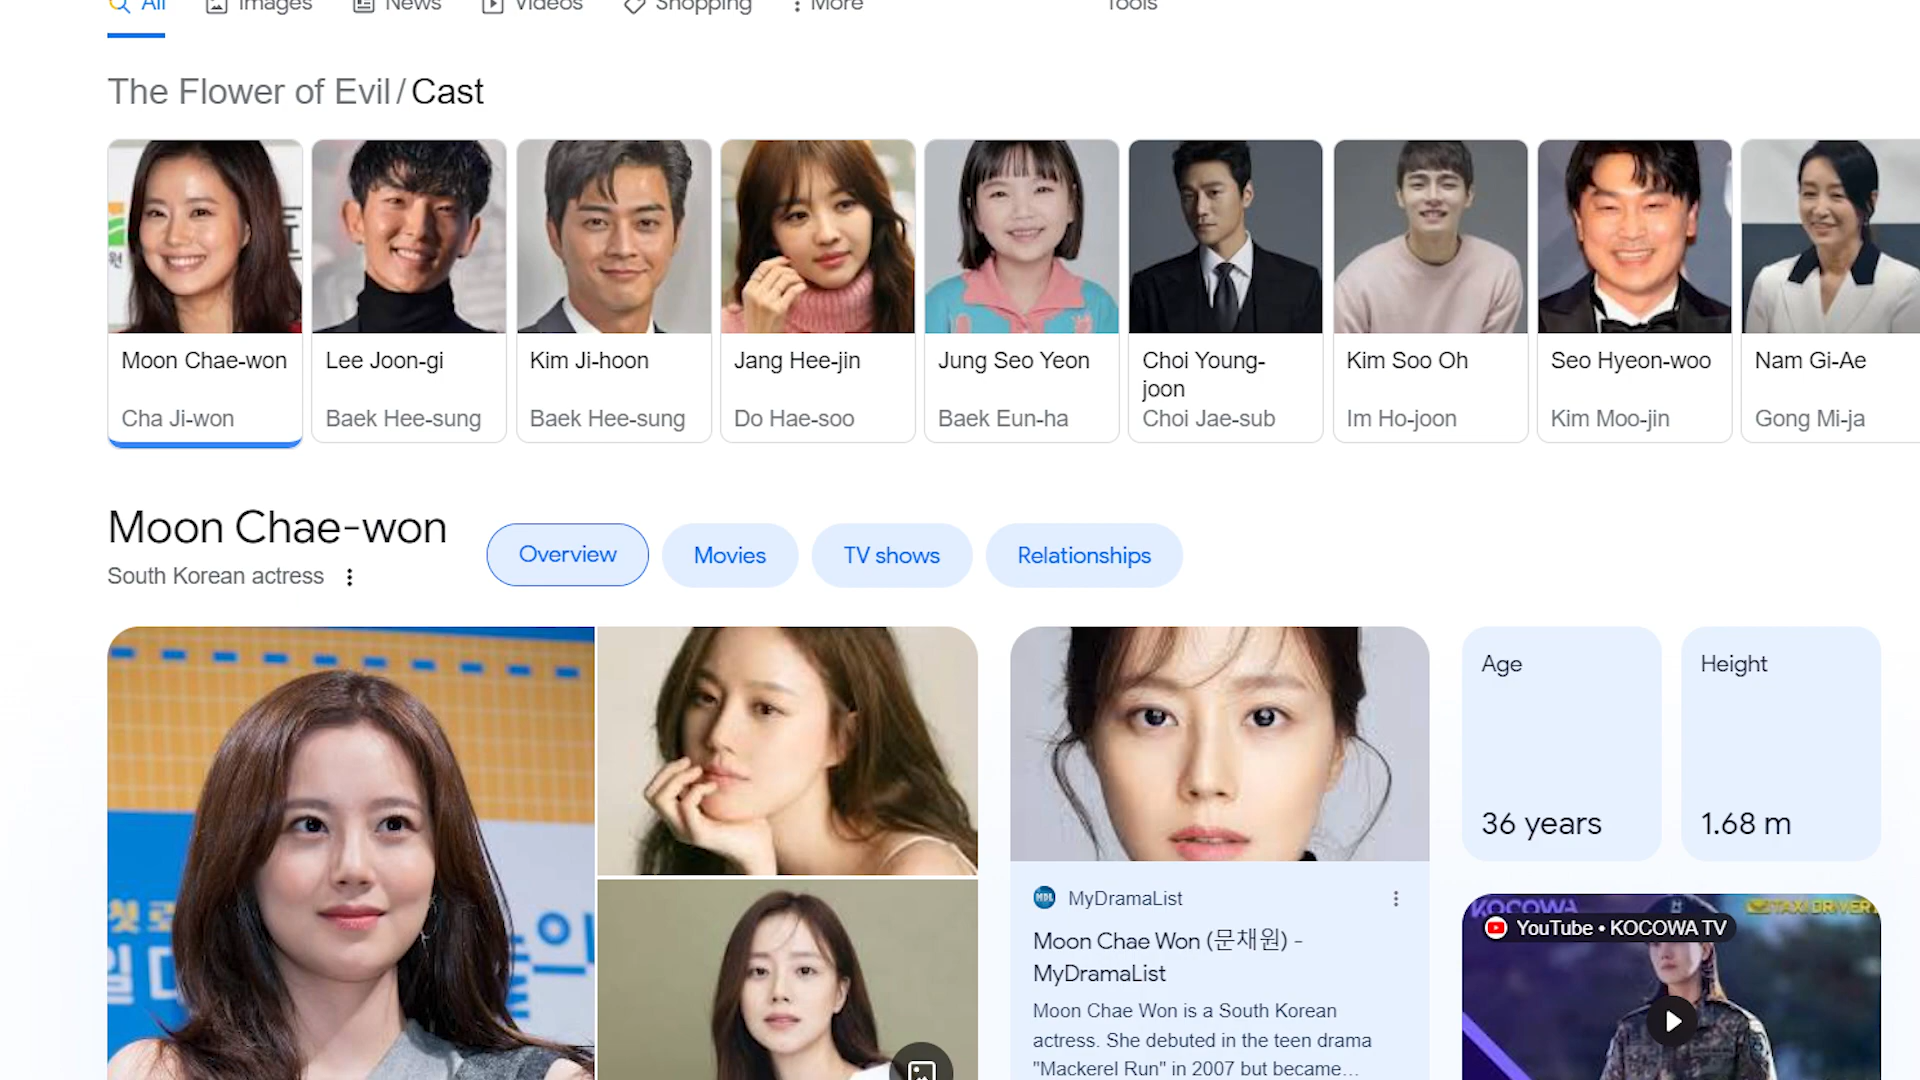 All Images News Videos Shopping More Tools
The Flower of Evil / Cast
Moon Chae-won
Cha Ji-won
Lee Joon-gi
Baek Hee-sung
Kim Ji-hoon
Baek Hee-sung
Jang Hee-jin
Do Hae-soo
Jung Seo Yeon
Baek Eun-ha
Choi Young-
joon
Choi Jae-sub
Kim Soo Oh
Im Ho-joon
Seo Hyeon-woo
Kim Moo-jin
Nam Gi-Ae
Gong Mi-ja
Moon Chae-won
South Korean actress
Overview Movies TV shows Relationships
MyDramaList
Moon Chae Won (문채원) -
MyDramaList
Moon Chae Won is a South Korean
actress. She debuted in the teen drama
"Mackerel Run" in 2007 but became...
Age
36 years
Height
1.68 m
KOCOWA
TAXI DRIVER
YouTube • KOCOWA TV